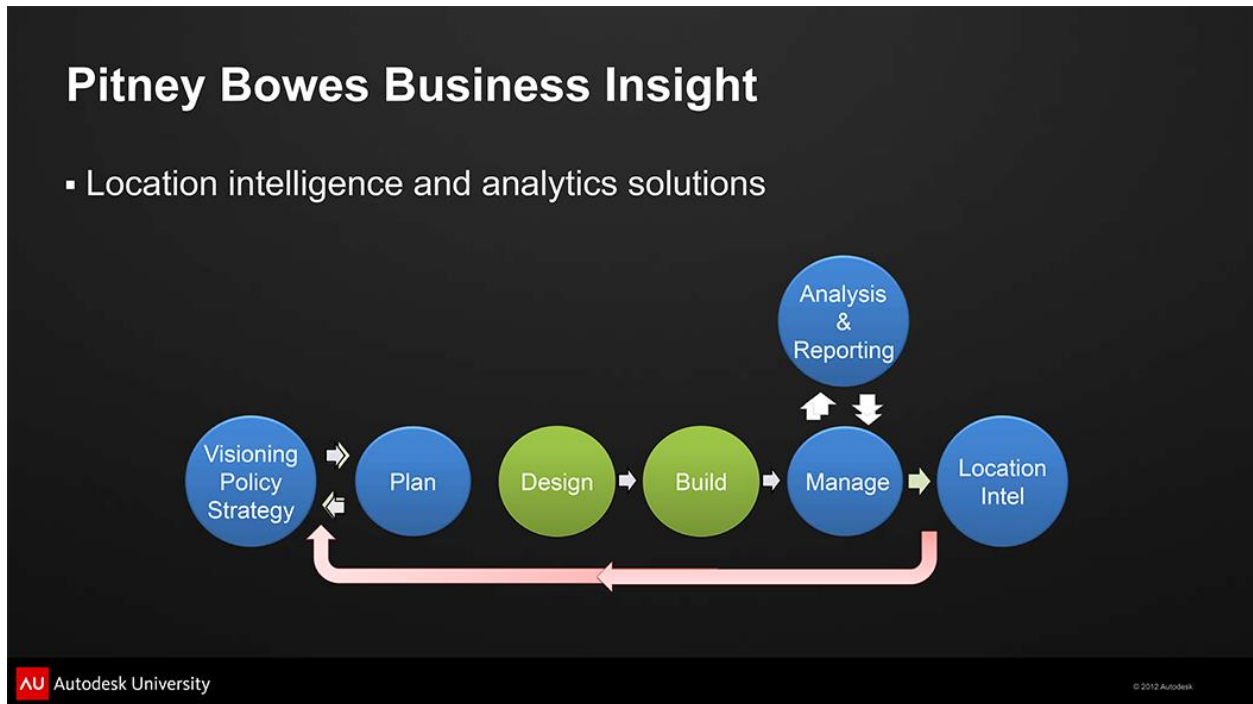 Pitney Bowes Business Insight
▪ Location intelligence and analytics solutions
Analysis
&
Reporting
Visioning
Policy
Strategy
Plan
Design
Build
Manage
Location
Intel
AU Autodesk University
© 2012 Autodesk